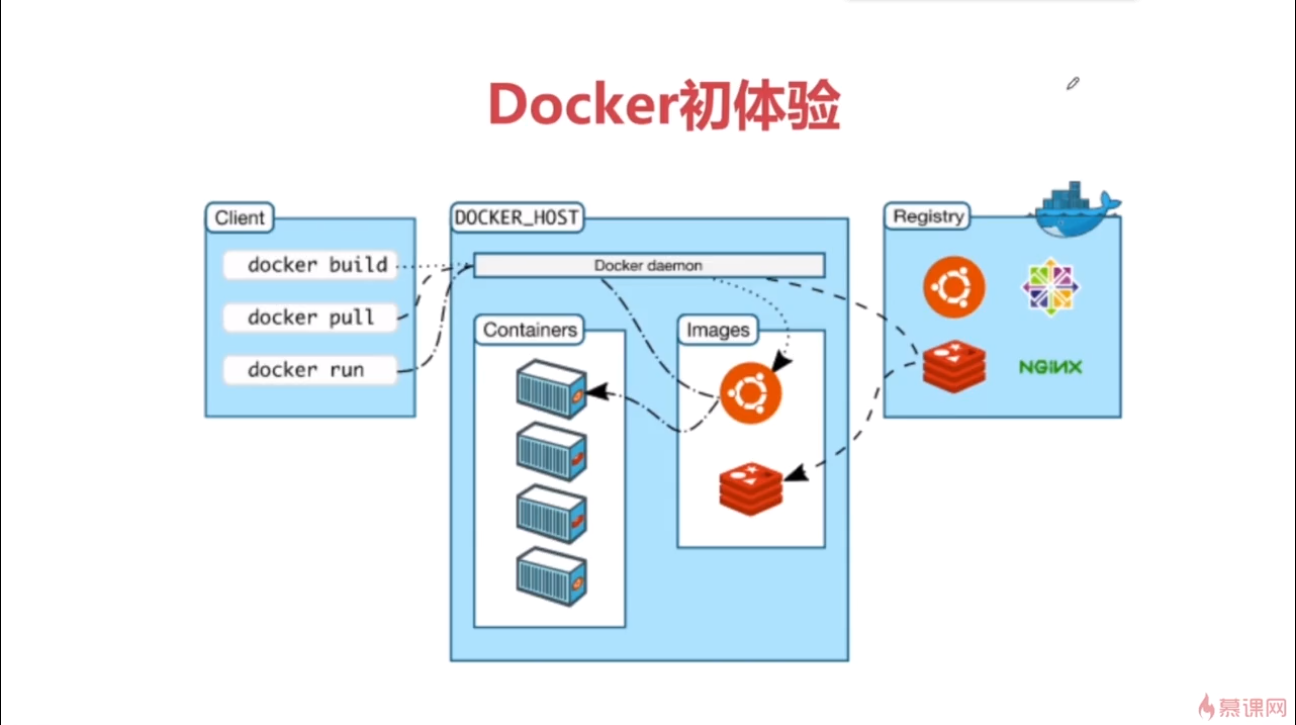 Docker初体验
Client
docker build
docker pull
docker run
DOCKER_HOST
Docker daemon
Containers
Images
Registry
NGINX
慕课网